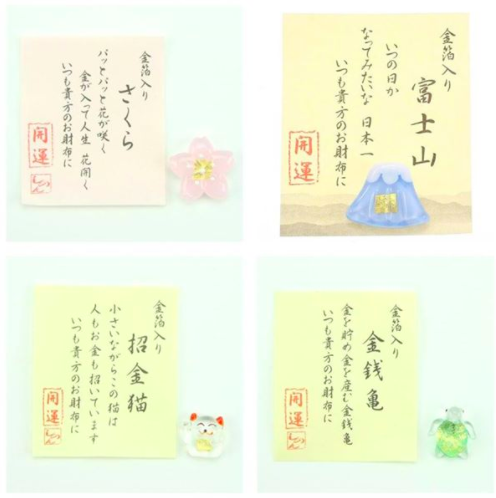 金箔入り
さくら
パッとパッと花が咲く
金が入って人生 花開く
いつも貴方のお財布に
開運
金箔入り
富士山
いつの日か
なってみたいな 日本一
いつも貴方のお財布に
開運
金箔入り
招金猫
小さいながらこの猫は
人もお金も招いています
いつも貴方のお財布に
開運
金箔入り
金銭亀
金を貯め金を産む金銭亀
いつも貴方のお財布に
開運